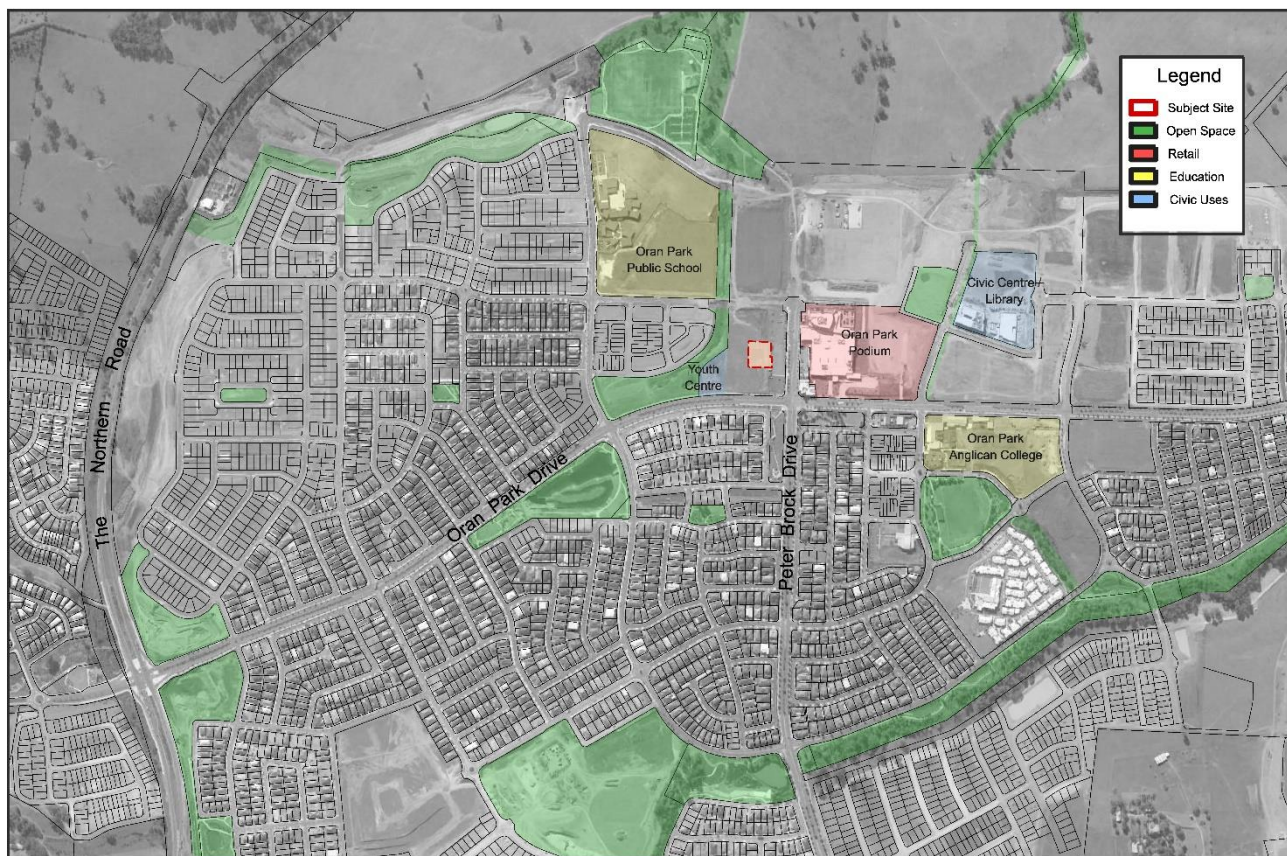 Legend
Subject Site
Open Space
Retail
Education
Civic Uses
Oran Park
Public School
Civic Centre /
Library
Oran Park
Podium
Youth
Centre
The Northern Road
Oran Park Drive
Peter Brock Drive
Oran Park
Anglican College